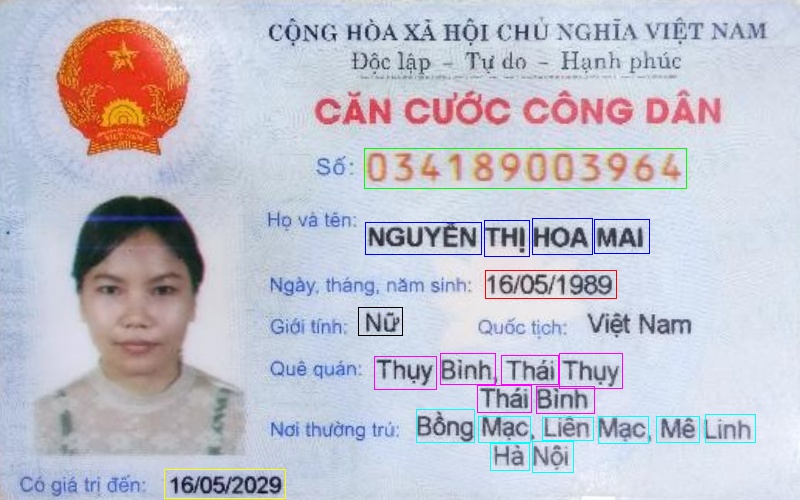 CỘNG HÒA XÃ HỘI CHỦ NGHĨA VIỆT NAM
Độc lập - Tự do - Hạnh phúc
CĂN CƯỚC CÔNG DÂN
Số: 034189003964
Họ và tên: NGUYỄN THỊ HOA MAI
Ngày, tháng, năm sinh: 16/05/1989
Giới tính: Nữ Quốc tịch: Việt Nam
Quê quán: Thụy Bình, Thái Thụy
Thái Bình
Nơi thường trú: Bồng Mạc, Liên Mạc, Mê Linh
Hà Nội
Có giá trị đến: 16/05/2029